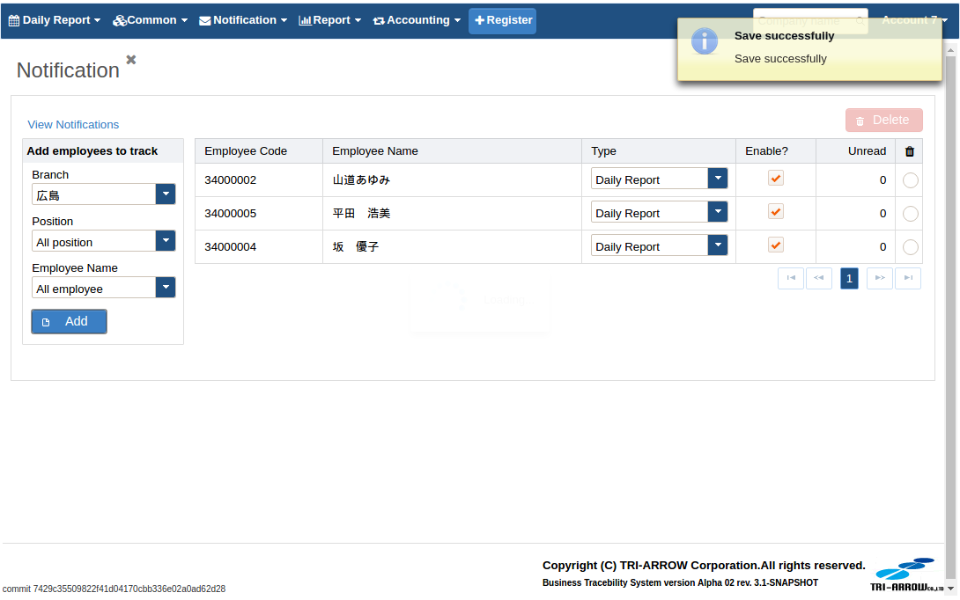 Daily Report Common Notification Report Accounting Register Account 7
Save successfully
Save successfully
Notification
View Notifications
Delete
Add employees to track
Employee Code Employee Name Type Enable? Unread
Branch
広島
34000002 山道あゆみ Daily Report 0
Position
All position
34000005 平田 浩美 Daily Report 0
Employee Name
All employee
34000004 坂 優子 Daily Report 0
1
Add
Copyright (C) TRI-ARROW Corporation.All rights reserved.
Business Tracebility System version Alpha 02 rev. 3.1-SNAPSHOT
TRI-ARROW
commit 7429c35509822f41d04170cbb336e02a0ad62d28